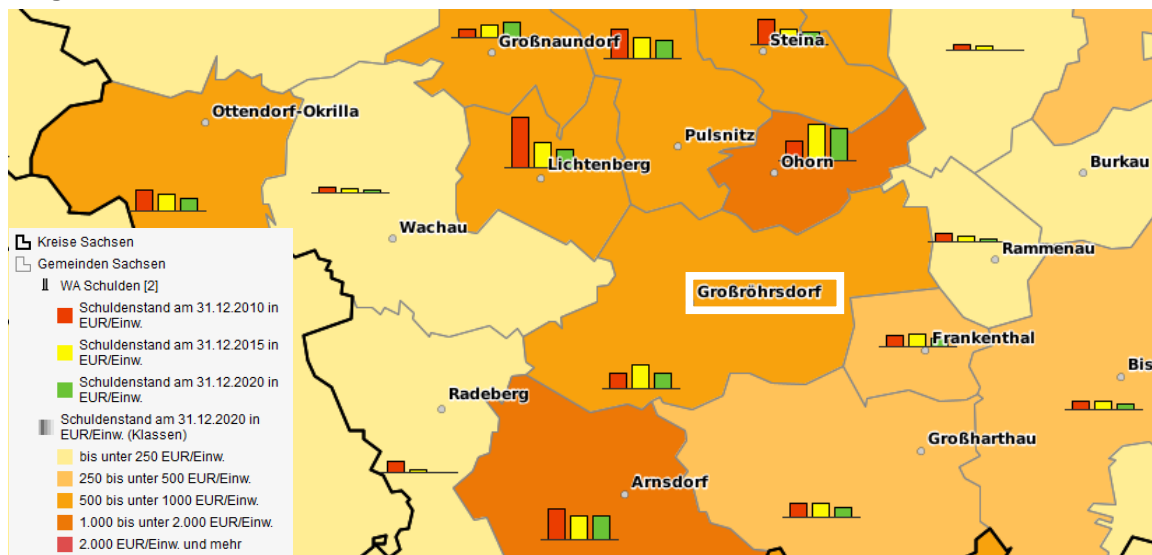 Großnaundorf
Steina
Ottendorf-Okrilla
Pulsnitz
Lichtenberg
Ohorn
Burkau
Wachau
Rammenau
Großröhrsdorf
Frankenthal
Bis
Radeberg
Großharthau
Arnsdorf
Kreise Sachsen
Gemeinden Sachsen
WA Schulden [2]
Schuldenstand am 31.12.2010 in
EUR/Einw.
Schuldenstand am 31.12.2015 in
EUR/Einw.
Schuldenstand am 31.12.2020 in
EUR/Einw.
Schuldenstand am 31.12.2020 in
EUR/Einw. (Klassen)
bis unter 250 EUR/Einw.
250 bis unter 500 EUR/Einw.
500 bis unter 1000 EUR/Einw.
1.000 bis unter 2.000 EUR/Einw.
2.000 EUR/Einw. und mehr